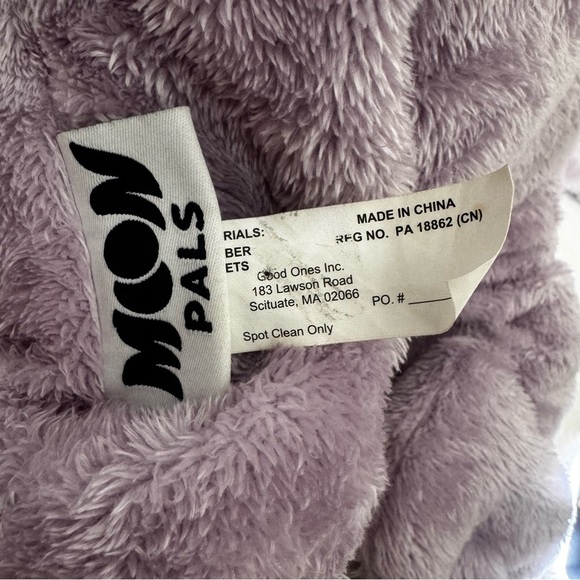 MOON
PALS
RIALS:
BER
ETS
MADE IN CHINA
REG NO. PA 18862 (CN)
Good Ones Inc.
183 Lawson Road
Scituate, MA 02066
PO. #
Spot Clean Only